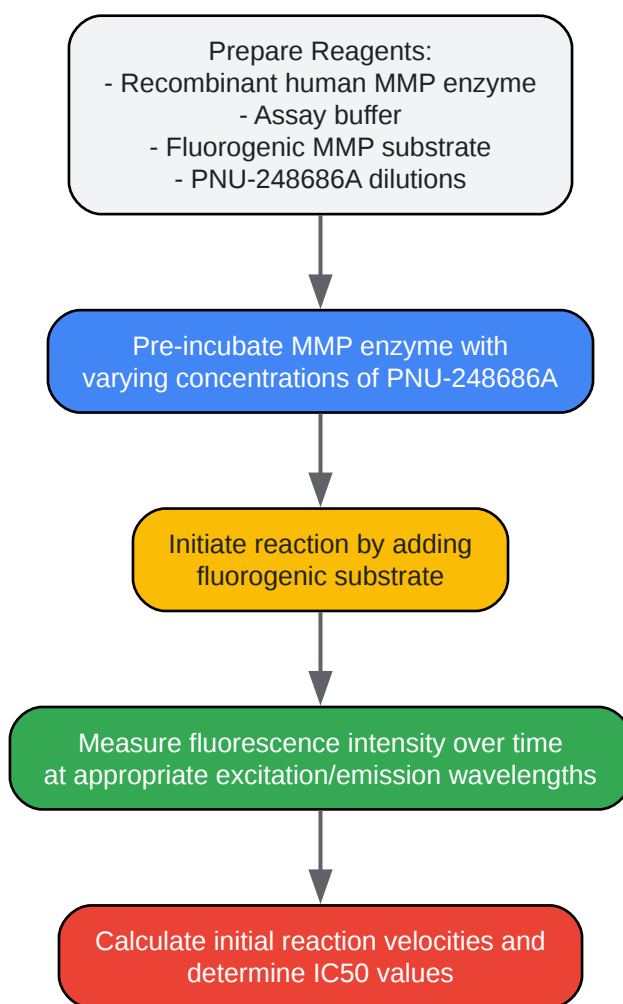 Prepare Reagents:
- Recombinant human MMP enzyme
- Assay buffer
- Fluorogenic MMP substrate
- PNU-248686A dilutions
Pre-incubate MMP enzyme with
varying concentrations of PNU-248686A
Initiate reaction by adding
fluorogenic substrate
Measure fluorescence intensity over time
at appropriate excitation/emission wavelengths
Calculate initial reaction velocities and
determine IC50 values